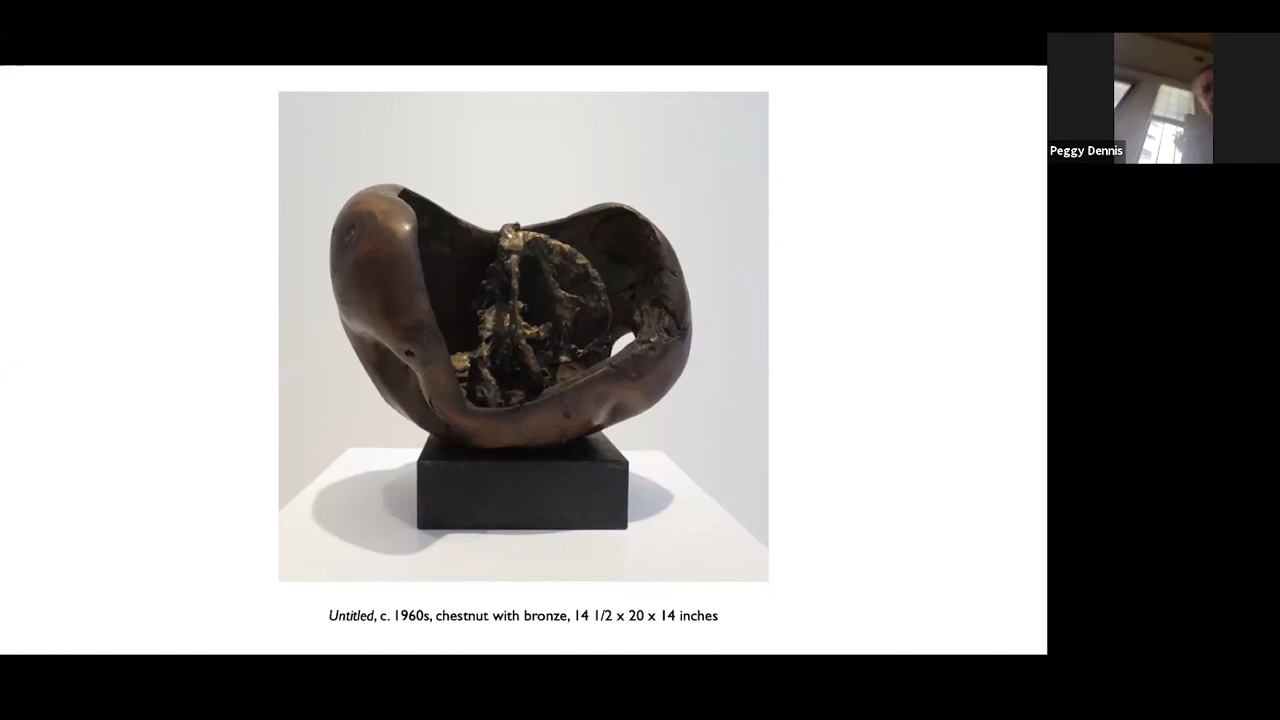 Peggy Dennis
Untitled, c. 1960s, chestnut with bronze, 14 1/2 x 20 x 14 inches